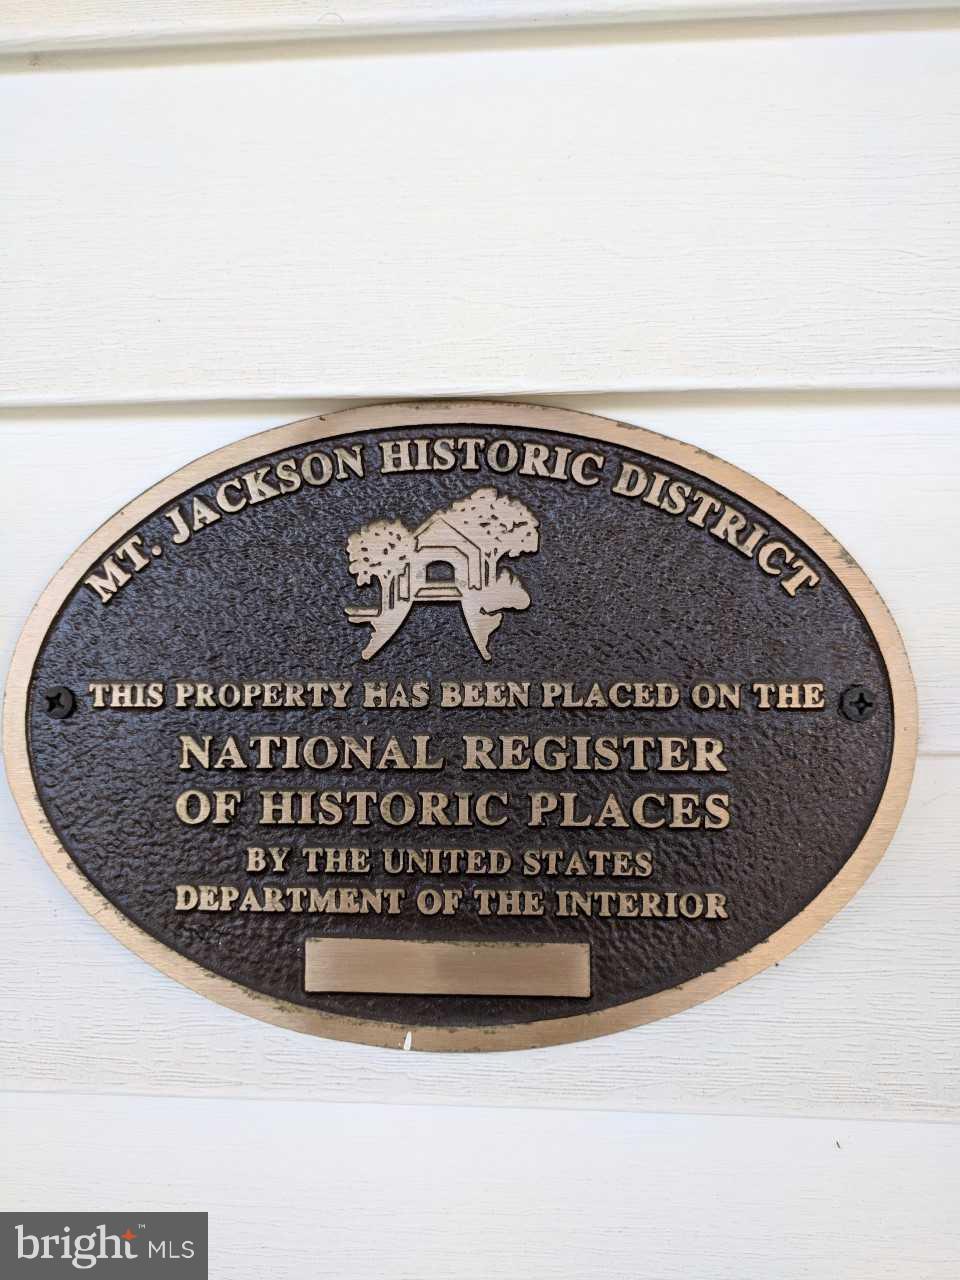 MT. JACKSON HISTORIC DISTRICT
THIS PROPERTY HAS BEEN PLACED ON THE
NATIONAL REGISTER
OF HISTORIC PLACES
BY THE UNITED STATES
DEPARTMENT OF THE INTERIOR
bright™ MLS